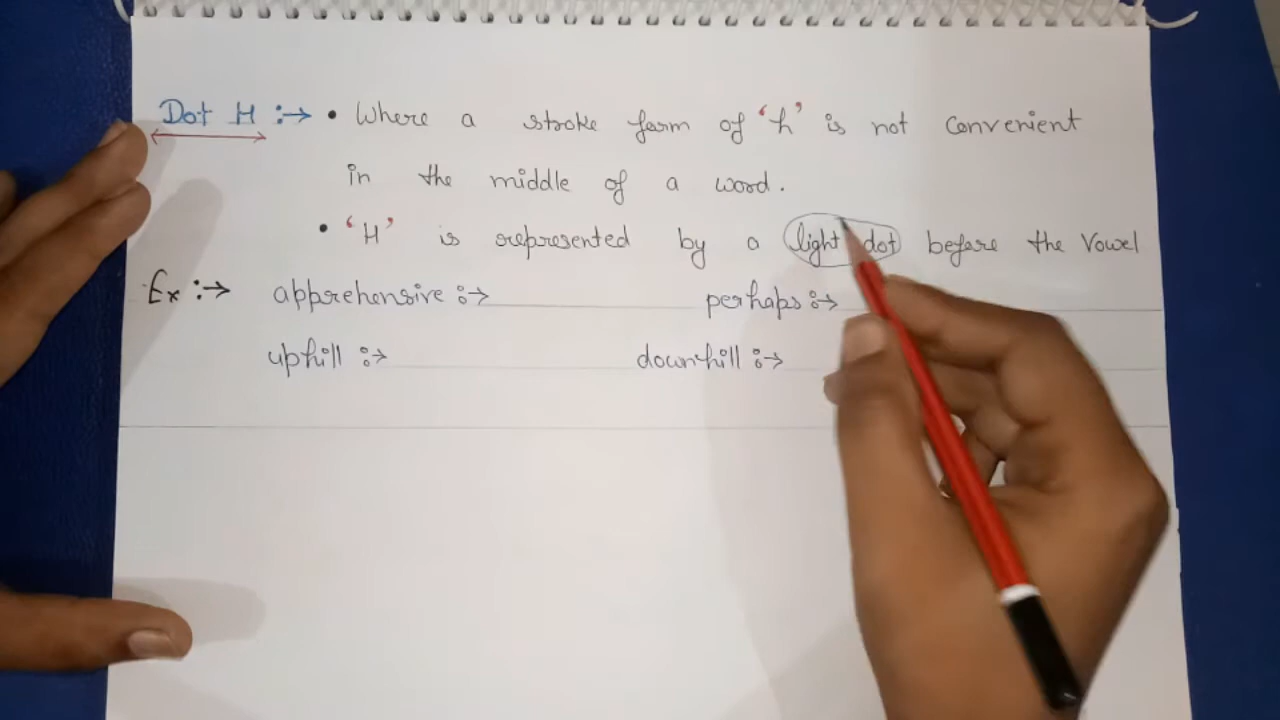 Dot H :→ • Where a stroke form of 'h' is not convenient
in the middle of a word.
• 'H' is represented by a light dot before the vowel
Ex :→ apprehensive :→ perhaps :→
uphill :→ downhill :→